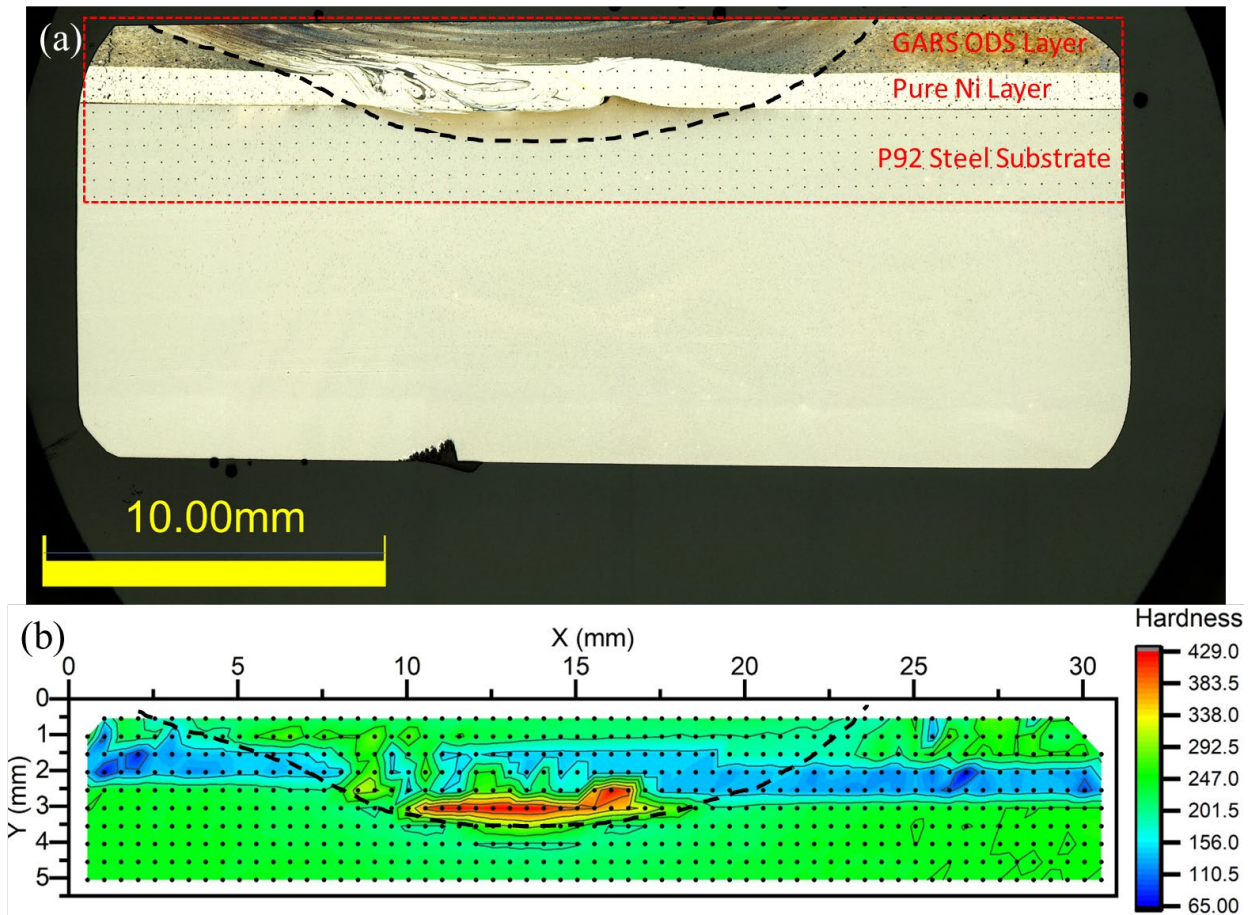 (a)
GARS ODS Layer
Pure Ni Layer
P92 Steel Substrate
10.00mm
(b)
X (mm)
Hardness
0 5 10 15 20 25 30
429.0
383.5
338.0
292.5
247.0
201.5
156.0
110.5
65.00
Y (mm)
0
1
2
3
4
5